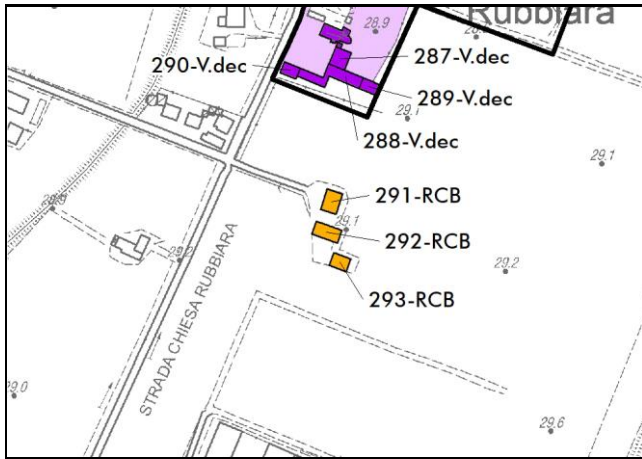 Rubbiara
28.9
290-V.dec
287-V.dec
289-V.dec
29.1
288-V.dec
29.1
291-RCB
29.1
292-RCB
29.2
29.2
293-RCB
STRADA CHIESA RUBBIARA
29.0
29.6